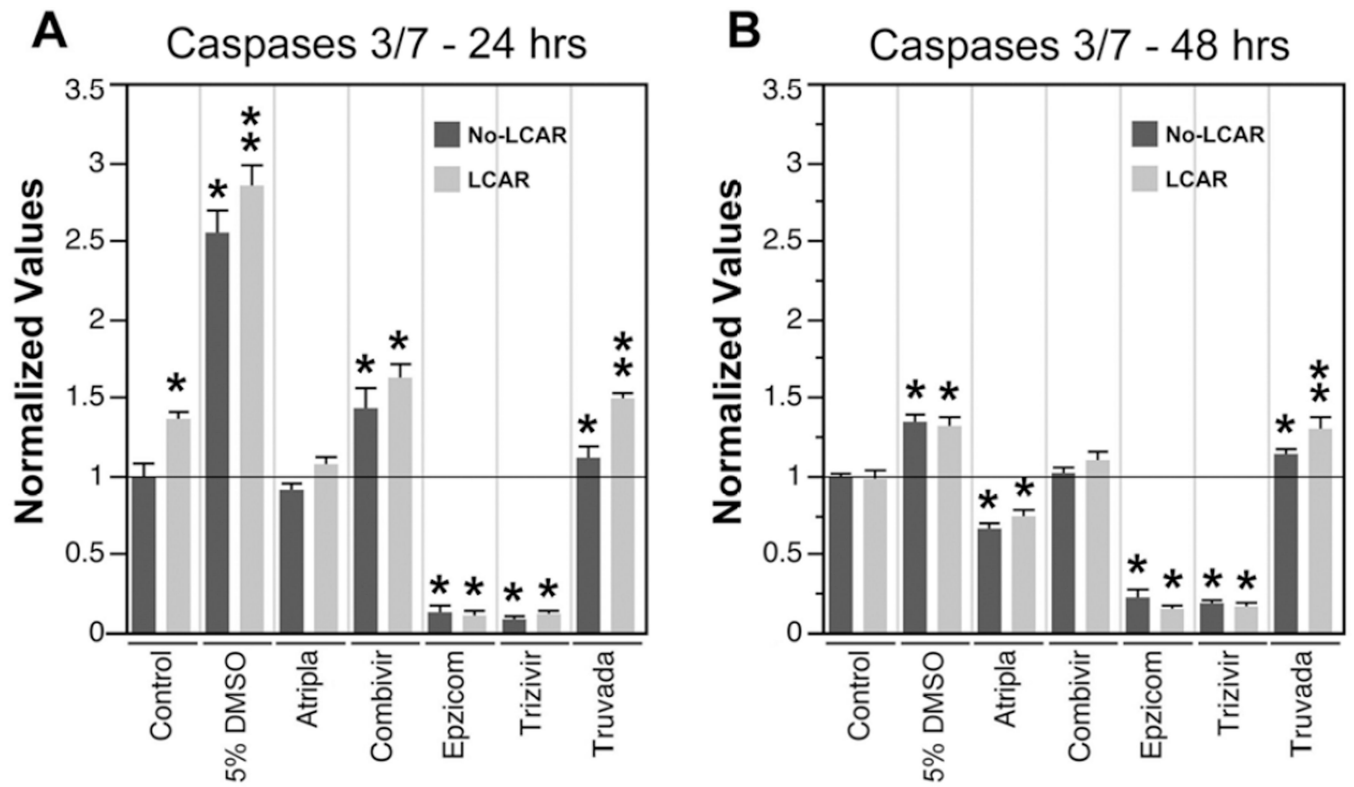 A
Caspases 3/7 - 24 hrs
Normalized Values
3.5
3
2.5
2
1.5
1
0.5
0
No-LCAR
LCAR
*
*
*
*
*
*
*
*
*
*
*
*
*
Control
5% DMSO
Atripla
Combivir
Epzicom
Trizivir
Truvada
B
Caspases 3/7 - 48 hrs
Normalized Values
3.5
3
2.5
2
1.5
1
0.5
0
No-LCAR
LCAR
*
*
*
*
*
*
*
*
*
*
*
Control
5% DMSO
Atripla
Combivir
Epzicom
Trizivir
Truvada